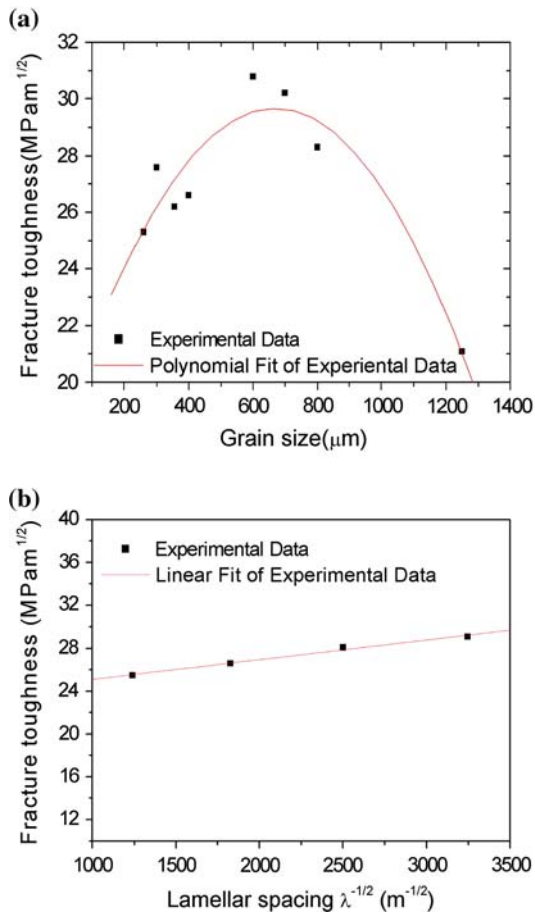 (a)
Fracture toughness(MPam1/2)
32
30
28
26
24
22
20
Experimental Data
Polynomial Fit of Experiental Data
200 400 600 800 1000 1200 1400
Grain size(μm)
(b)
Fracture toughness (MPam1/2)
40
36
32
28
24
20
16
12
Experimental Data
Linear Fit of Experimental Data
1000 1500 2000 2500 3000 3500
Lamellar spacing λ-1/2 (m-1/2)